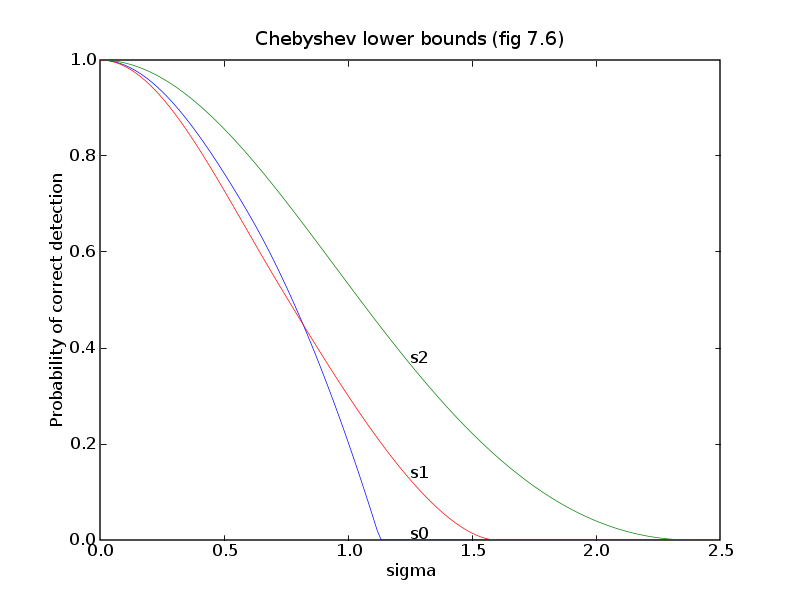 Chebyshev lower bounds (fig 7.6)
1.0
0.8
0.6
0.4
0.2
0.0
Probability of correct detection
s2
s1
s0
0.0 0.5 1.0 1.5 2.0 2.5
sigma